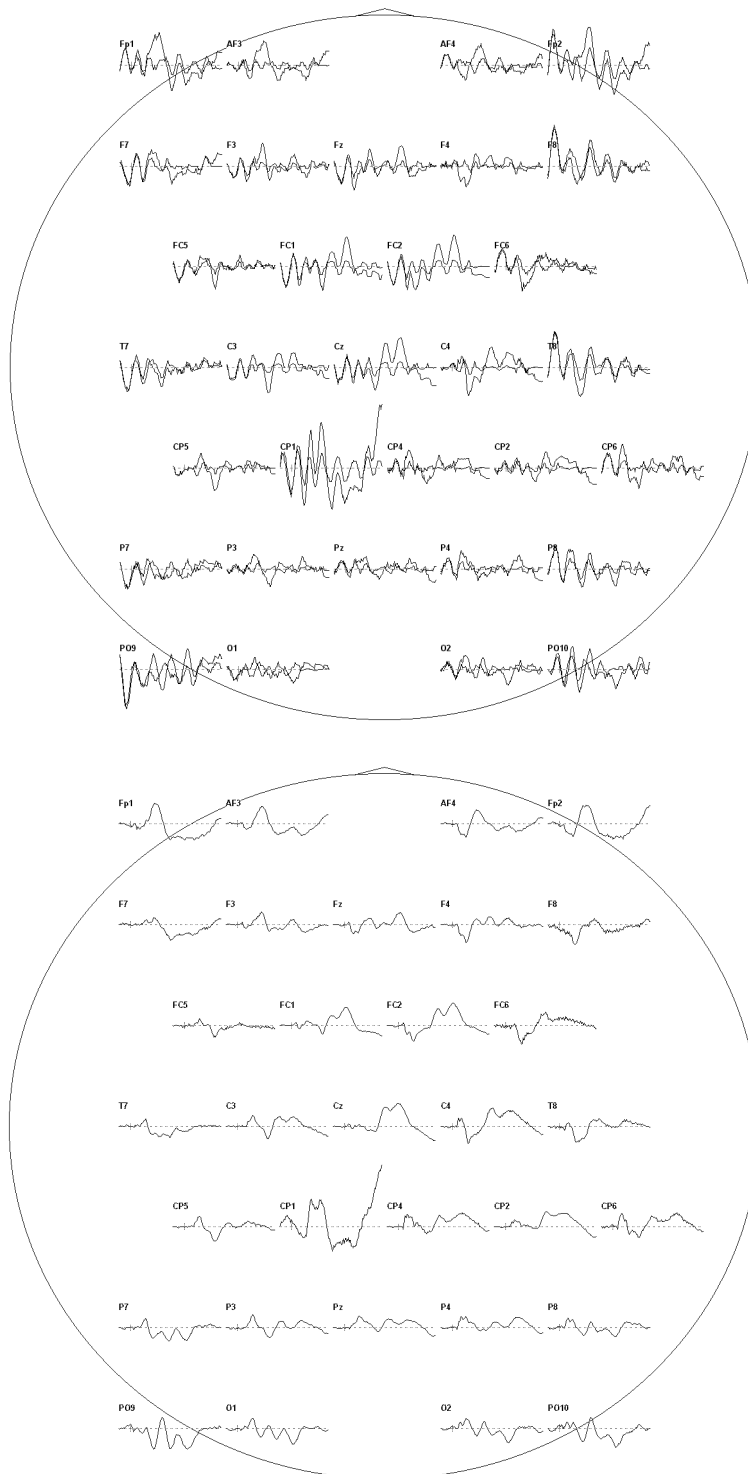 Fp1 AF3 AF4 Fp2
F7 F3 Fz F4 F8
FC5 FC1 FC2 FC6
T7 C3 Cz C4 T8
CP5 CP1 CP4 CP2 CP6
P7 P3 Pz P4 P8
PO9 O1 O2 PO10
Fp1 AF3 AF4 Fp2
F7 F3 Fz F4 F8
FC5 FC1 FC2 FC6
T7 C3 Cz C4 T8
CP5 CP1 CP4 CP2 CP6
P7 P3 Pz P4 P8
PO9 O1 O2 PO10